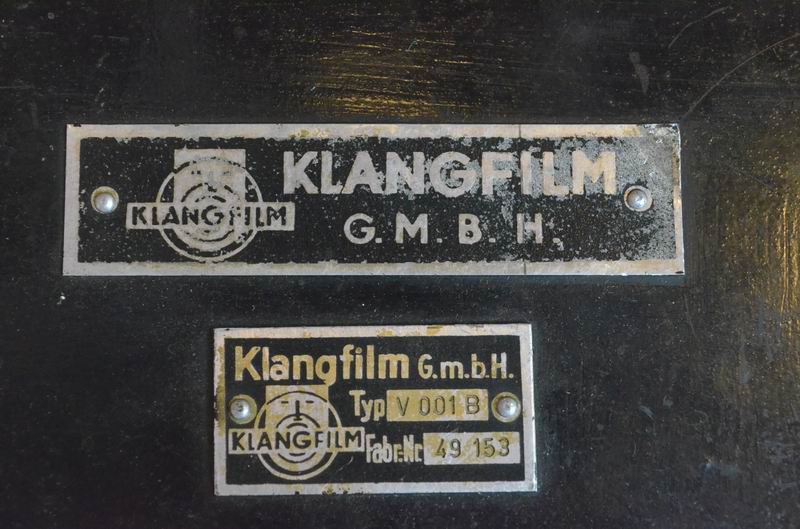 KLANGFILM
KLANGFILM
G.M.B.H.
Klangfilm G.m.b.H.
Typ V 001 B
KLANGFILM
Fabr.-Nr. 49 153